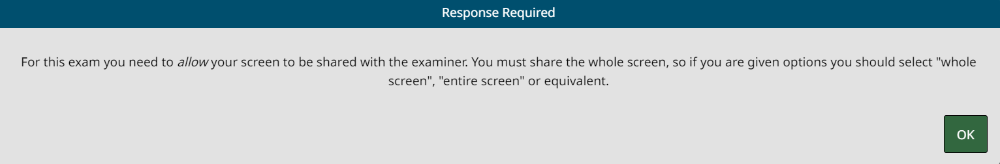 Response Required
For this exam you need to allow your screen to be shared with the examiner. You must share the whole screen, so if you are given options you should select "whole
screen", "entire screen" or equivalent.
OK